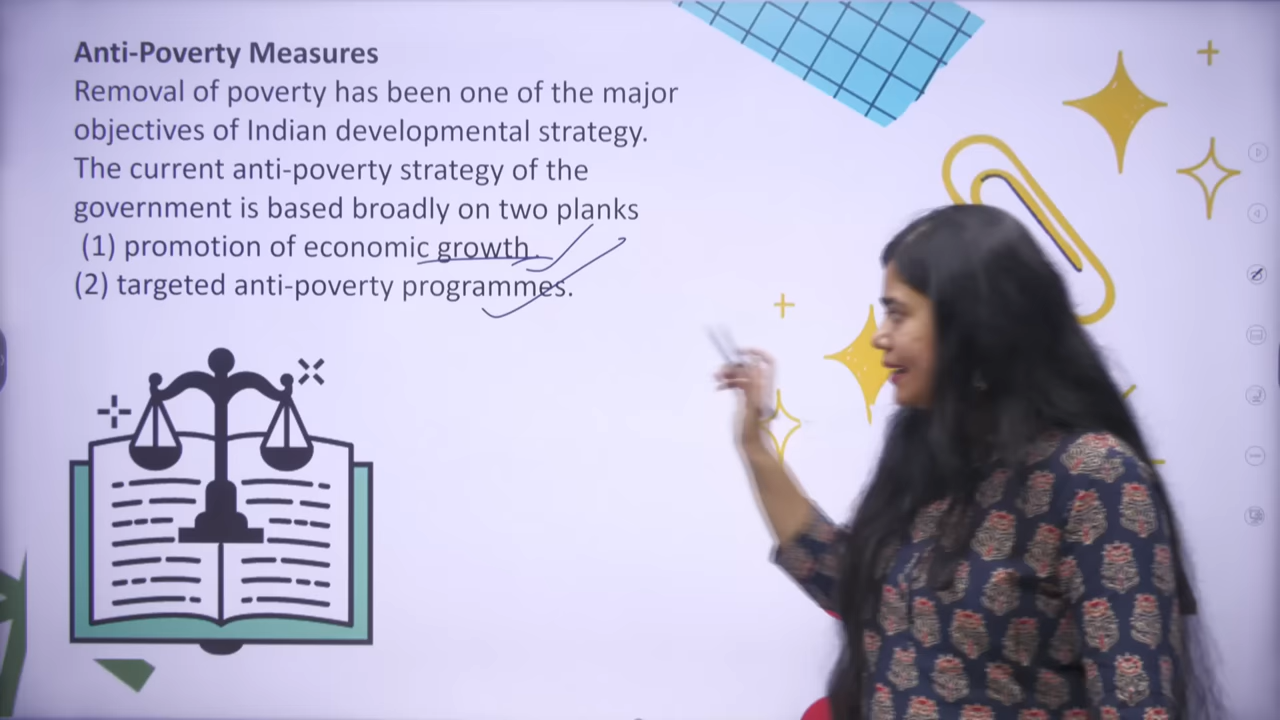 Anti-Poverty Measures
Removal of poverty has been one of the major
objectives of Indian developmental strategy.
The current anti-poverty strategy of the
government is based broadly on two planks
(1) promotion of economic growth.
(2) targeted anti-poverty programmes.